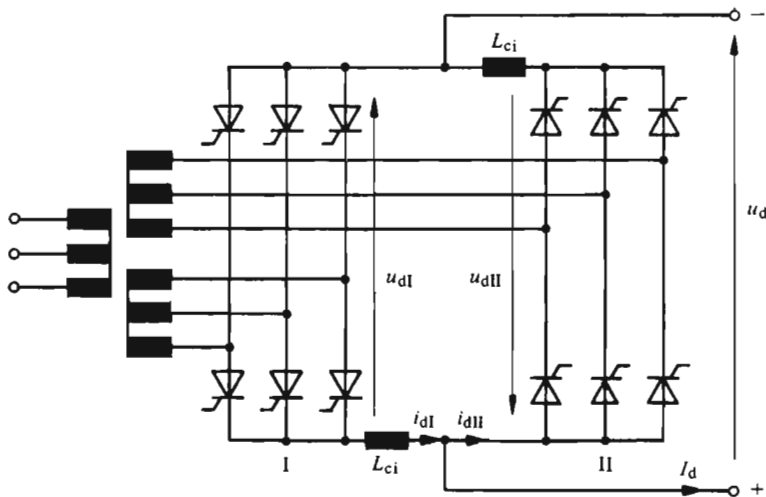 −
L_ci
u_dI
u_dII
u_d
i_dI
i_dII
I
L_ci
II
I_d
+